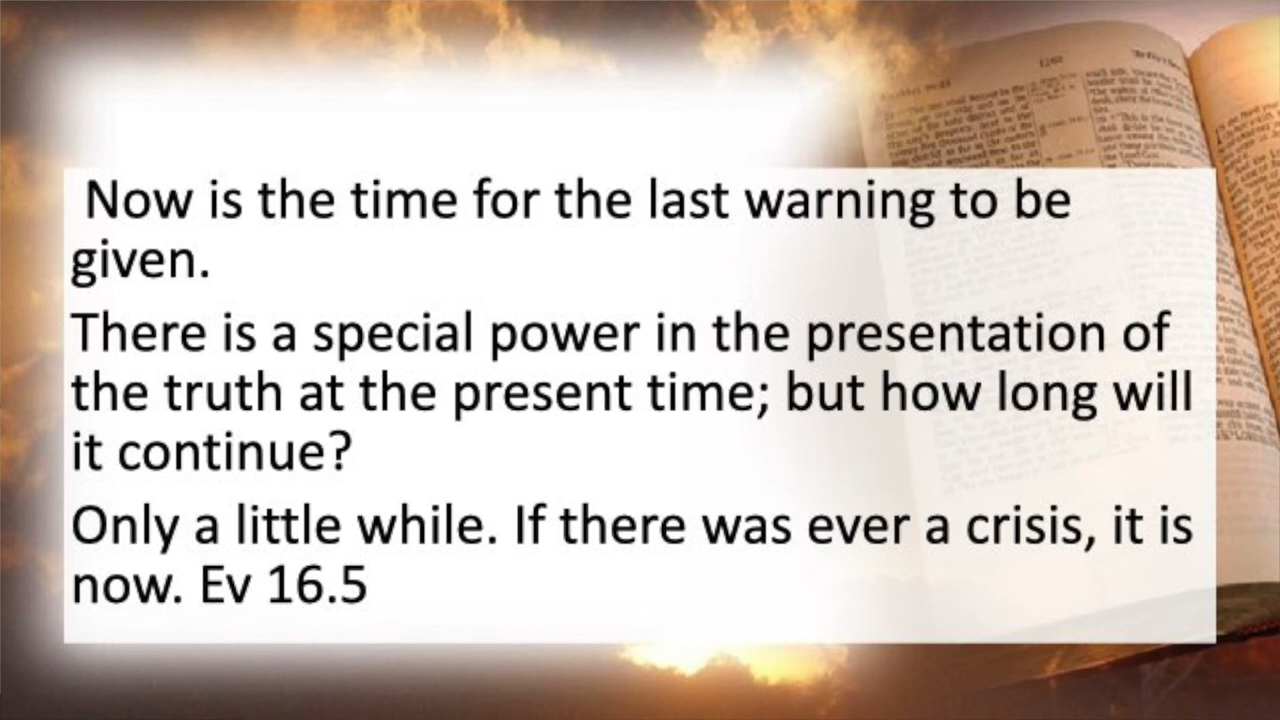 Now is the time for the last warning to be
given.
There is a special power in the presentation of
the truth at the present time; but how long will
it continue?
Only a little while. If there was ever a crisis, it is
now. Ev 16.5